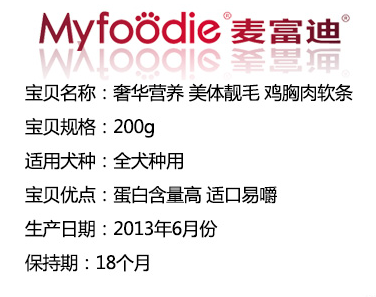 Myfoodie®麦富迪®
宝贝名称：奢华营养 美体靓毛 鸡胸肉软条
宝贝规格：200g
适用犬种：全犬种用
宝贝优点：蛋白含量高 适口易嚼
生产日期：2013年6月份
保持期：18个月